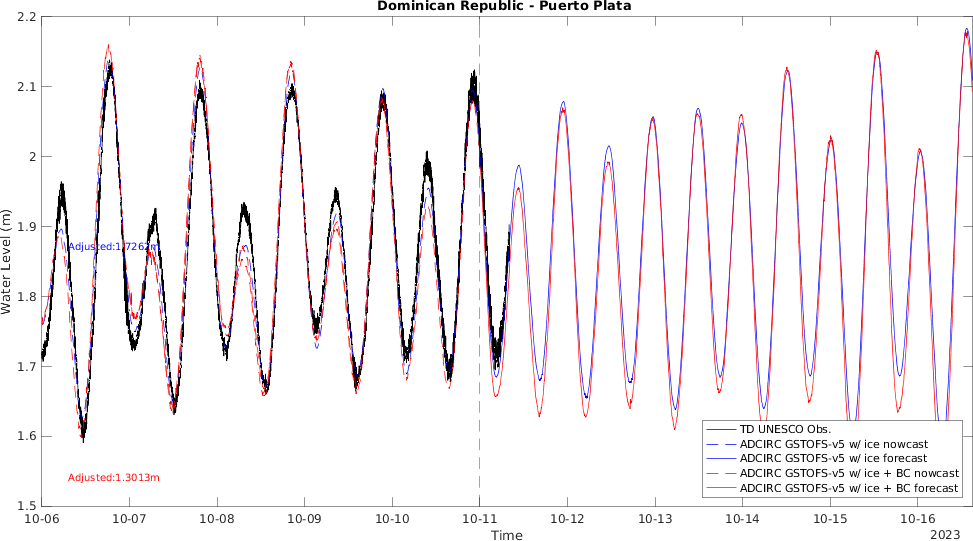 Dominican Republic - Puerto Plata
2.2
2.1
2
1.9
1.8
1.7
1.6
1.5
Water Level (m)
Adjusted:1.7262m
Adjusted:1.3013m
TD UNESCO Obs.
ADCIRC GSTOFS-v5 w/ ice nowcast
ADCIRC GSTOFS-v5 w/ ice forecast
ADCIRC GSTOFS-v5 w/ ice + BC nowcast
ADCIRC GSTOFS-v5 w/ ice + BC forecast
10-06 10-07 10-08 10-09 10-10 10-11 10-12 10-13 10-14 10-15 10-16
Time
2023